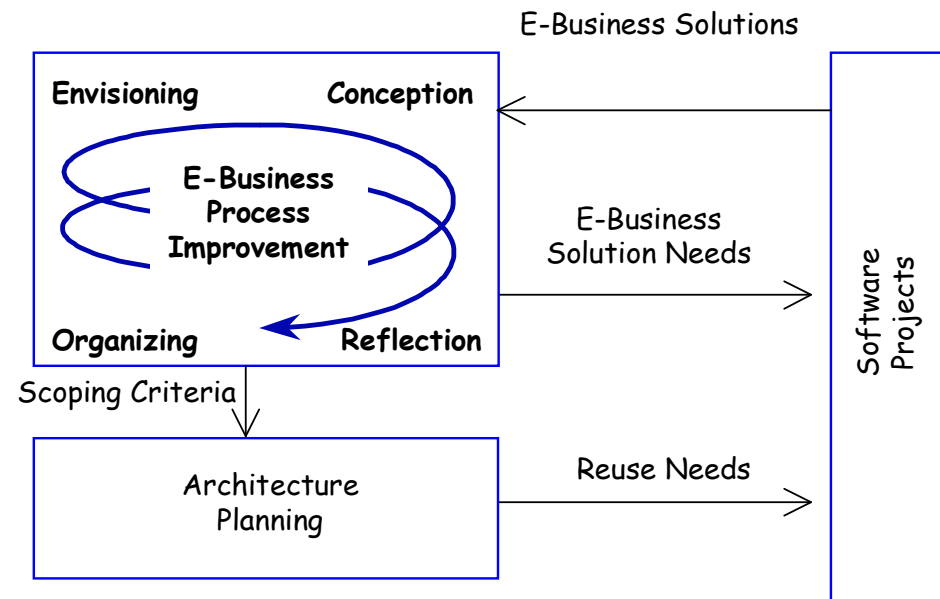 E-Business Solutions
Envisioning
Conception
E-Business
Process
Improvement
Organizing
Reflection
E-Business
Solution Needs
Software
Projects
Scoping Criteria
Architecture
Planning
Reuse Needs